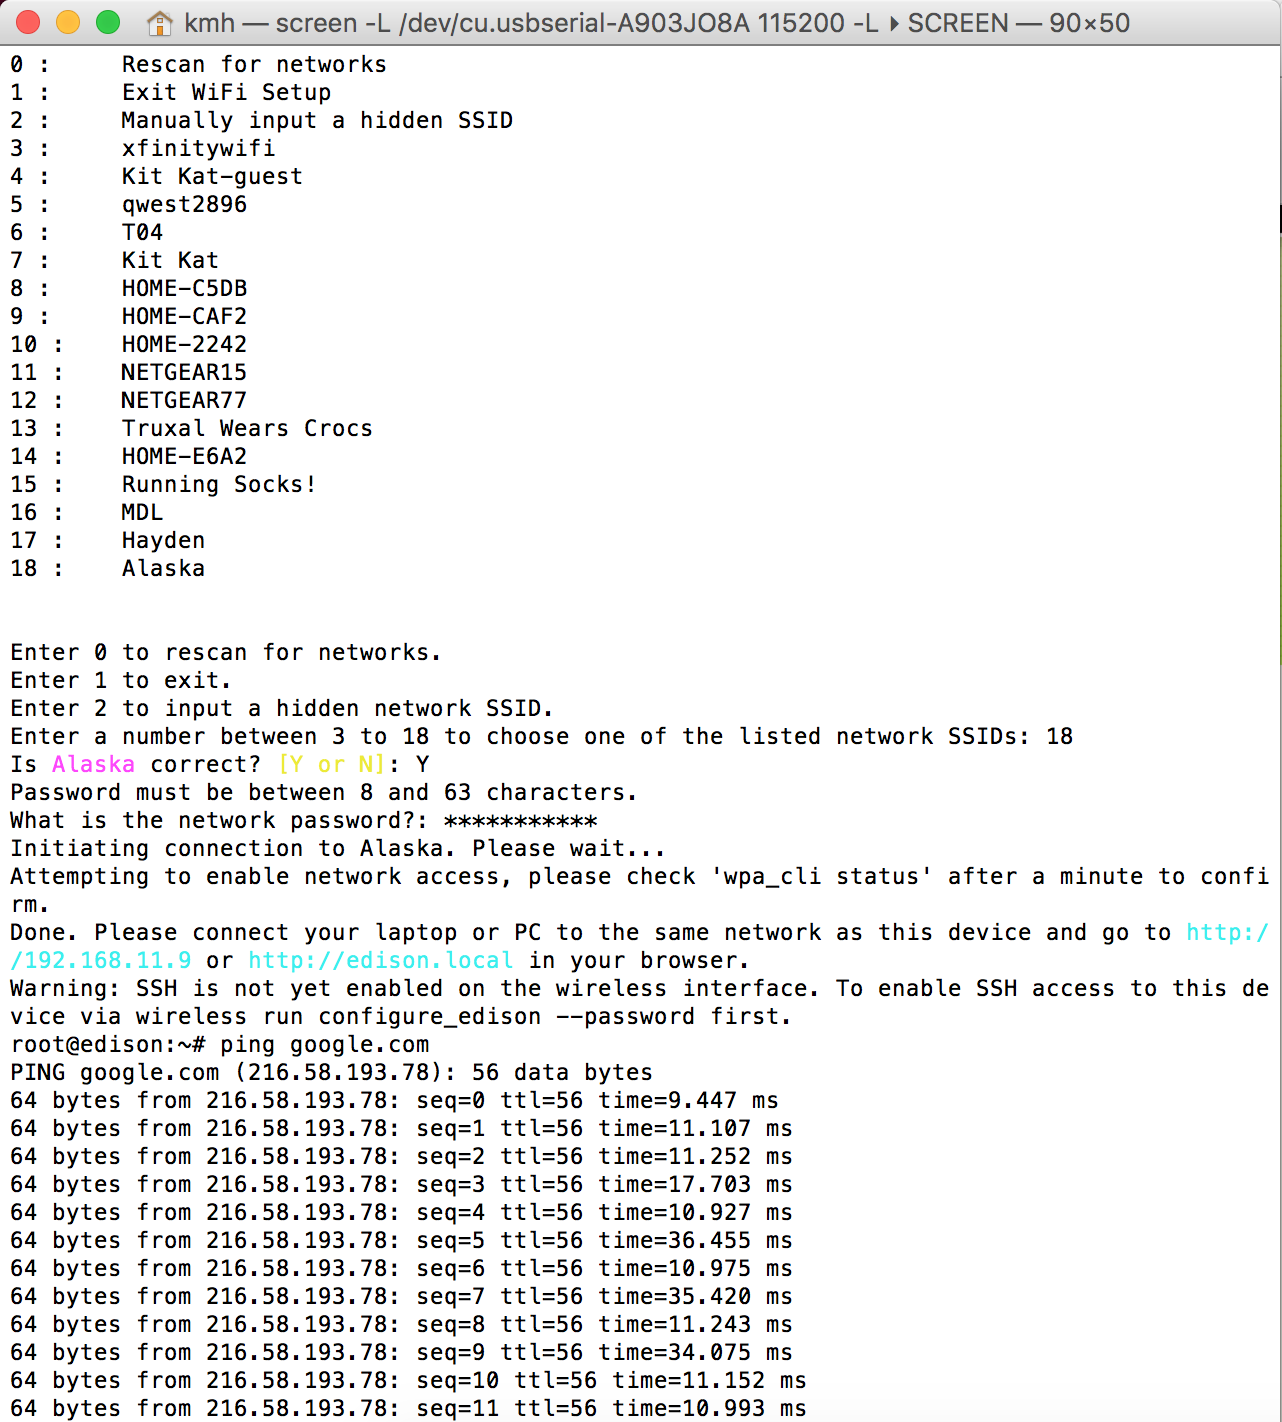 kmh — screen -L /dev/cu.usbserial-A903JO8A 115200 -L ▸ SCREEN — 90×50
0 :     Rescan for networks
1 :     Exit WiFi Setup
2 :     Manually input a hidden SSID
3 :     xfinitywifi
4 :     Kit Kat-guest
5 :     qwest2896
6 :     T04
7 :     Kit Kat
8 :     HOME-C5DB
9 :     HOME-CAF2
10 :    HOME-2242
11 :    NETGEAR15
12 :    NETGEAR77
13 :    Truxal Wears Crocs
14 :    HOME-E6A2
15 :    Running Socks!
16 :    MDL
17 :    Hayden
18 :    Alaska
Enter 0 to rescan for networks.
Enter 1 to exit.
Enter 2 to input a hidden network SSID.
Enter a number between 3 to 18 to choose one of the listed network SSIDs: 18
Is Alaska correct? [Y or N]: Y
Password must be between 8 and 63 characters.
What is the network password?: ***********
Initiating connection to Alaska. Please wait...
Attempting to enable network access, please check 'wpa_cli status' after a minute to confi
rm.
Done. Please connect your laptop or PC to the same network as this device and go to http:/
/192.168.11.9 or http://edison.local in your browser.
Warning: SSH is not yet enabled on the wireless interface. To enable SSH access to this de
vice via wireless run configure_edison --password first.
root@edison:~# ping google.com
PING google.com (216.58.193.78): 56 data bytes
64 bytes from 216.58.193.78: seq=0 ttl=56 time=9.447 ms
64 bytes from 216.58.193.78: seq=1 ttl=56 time=11.107 ms
64 bytes from 216.58.193.78: seq=2 ttl=56 time=11.252 ms
64 bytes from 216.58.193.78: seq=3 ttl=56 time=17.703 ms
64 bytes from 216.58.193.78: seq=4 ttl=56 time=10.927 ms
64 bytes from 216.58.193.78: seq=5 ttl=56 time=36.455 ms
64 bytes from 216.58.193.78: seq=6 ttl=56 time=10.975 ms
64 bytes from 216.58.193.78: seq=7 ttl=56 time=35.420 ms
64 bytes from 216.58.193.78: seq=8 ttl=56 time=11.243 ms
64 bytes from 216.58.193.78: seq=9 ttl=56 time=34.075 ms
64 bytes from 216.58.193.78: seq=10 ttl=56 time=11.152 ms
64 bytes from 216.58.193.78: seq=11 ttl=56 time=10.993 ms